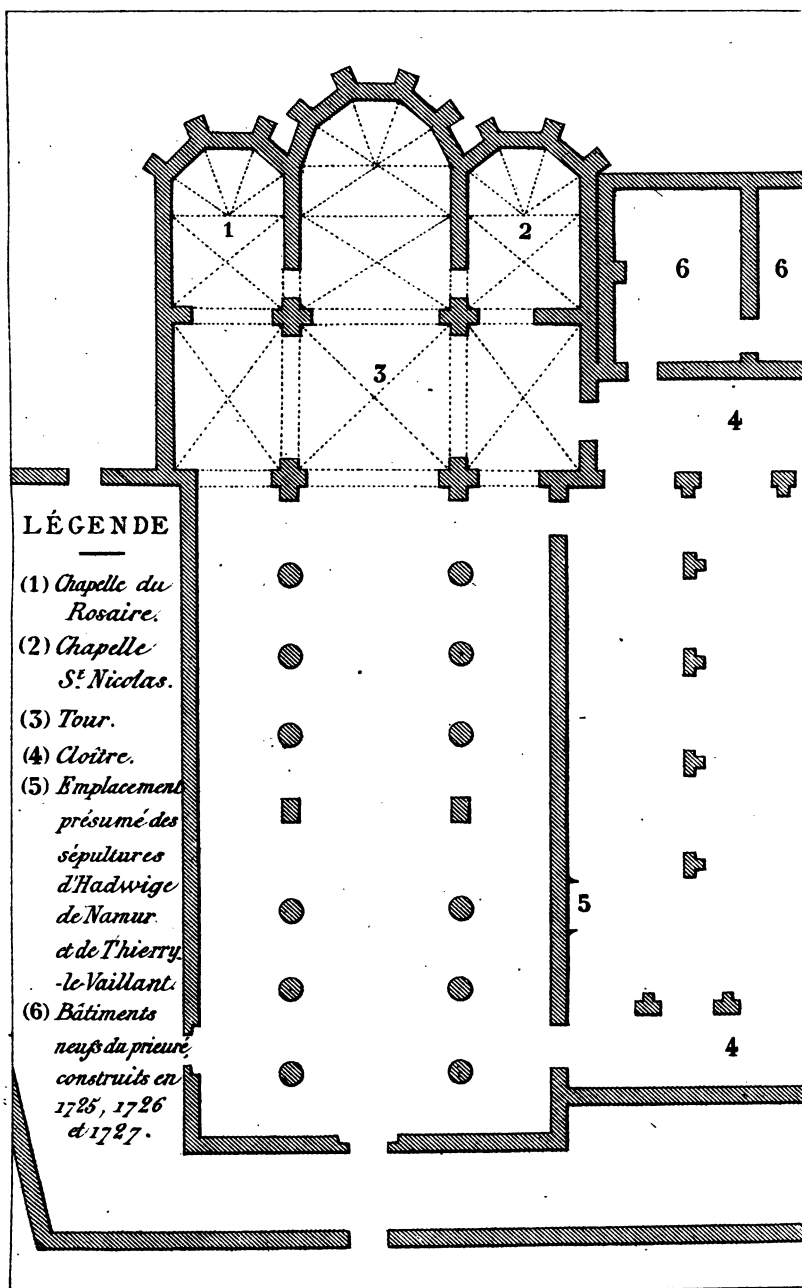 1
2
6
6
3
4
LÉGENDE
(1) Chapelle du
Rosaire.
(2) Chapelle
St. Nicolas.
(3) Tour.
(4) Cloître.
(5) Emplacement
présumé des
sépultures
d'Hadwige
de Namur
et de Thierry
-le-Vaillant.
(6) Bâtiments
neufs du prieuré,
construits en
1725, 1726
et 1727.
5
4